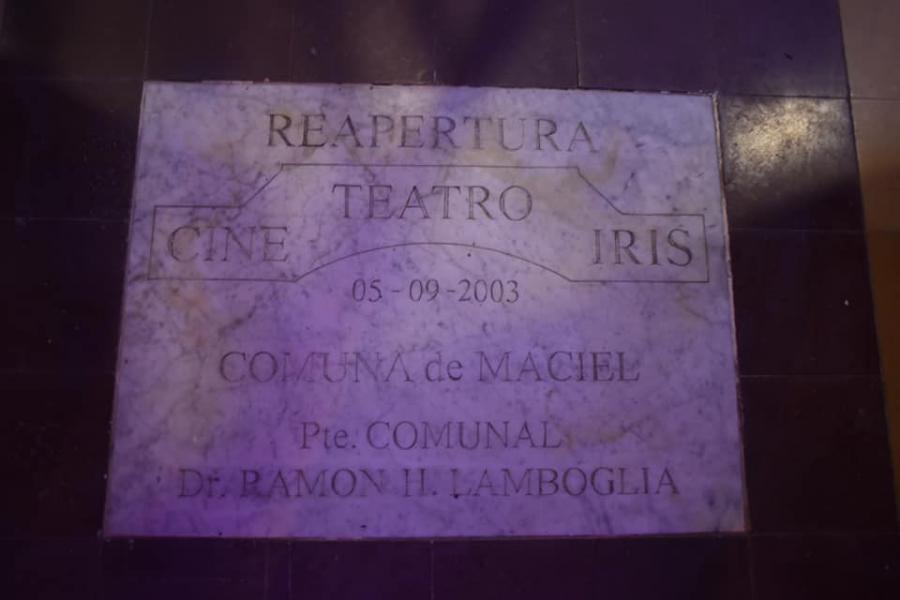 REAPERTURA
TEATRO
CINE IRIS
05-09-2003
COMUNA de MACIEL
Pte. COMUNAL
Dr. RAMON H. LAMBOGLIA